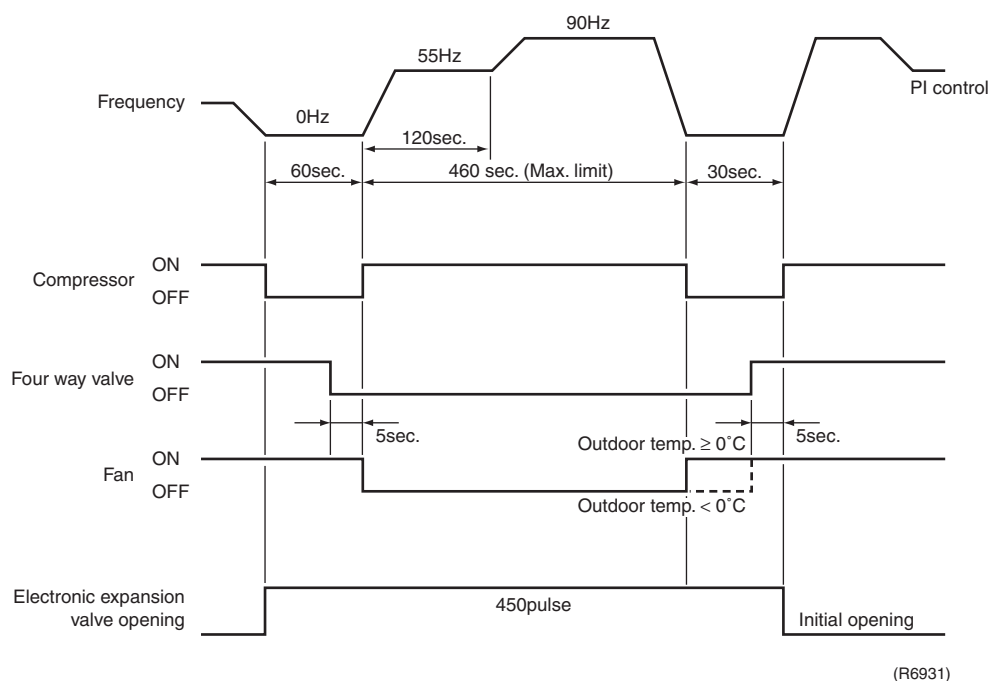 90Hz
55Hz
Frequency
PI control
0Hz
120sec.
60sec.
460 sec. (Max. limit)
30sec.
Compressor
ON
OFF
Four way valve
ON
OFF
5sec.
5sec.
Outdoor temp. ≥ 0˚C
Fan
ON
OFF
Outdoor temp. < 0˚C
Electronic expansion
valve opening
450pulse
Initial opening
(R6931)